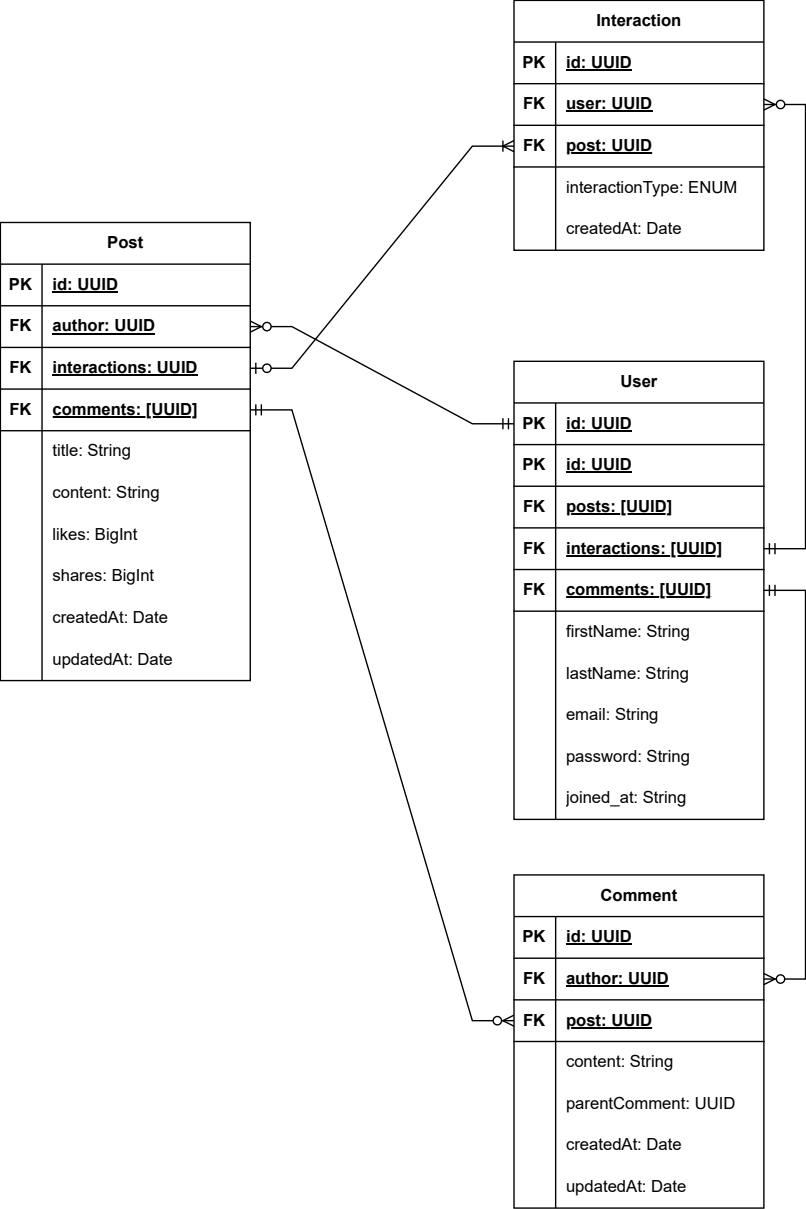 Interaction
PK id: UUID
FK user: UUID
FK post: UUID
interactionType: ENUM
createdAt: Date
Post
PK id: UUID
FK author: UUID
FK interactions: UUID
FK comments: [UUID]
title: String
content: String
likes: BigInt
shares: BigInt
createdAt: Date
updatedAt: Date
User
PK id: UUID
PK id: UUID
FK posts: [UUID]
FK interactions: [UUID]
FK comments: [UUID]
firstName: String
lastName: String
email: String
password: String
joined_at: String
Comment
PK id: UUID
FK author: UUID
FK post: UUID
content: String
parentComment: UUID
createdAt: Date
updatedAt: Date